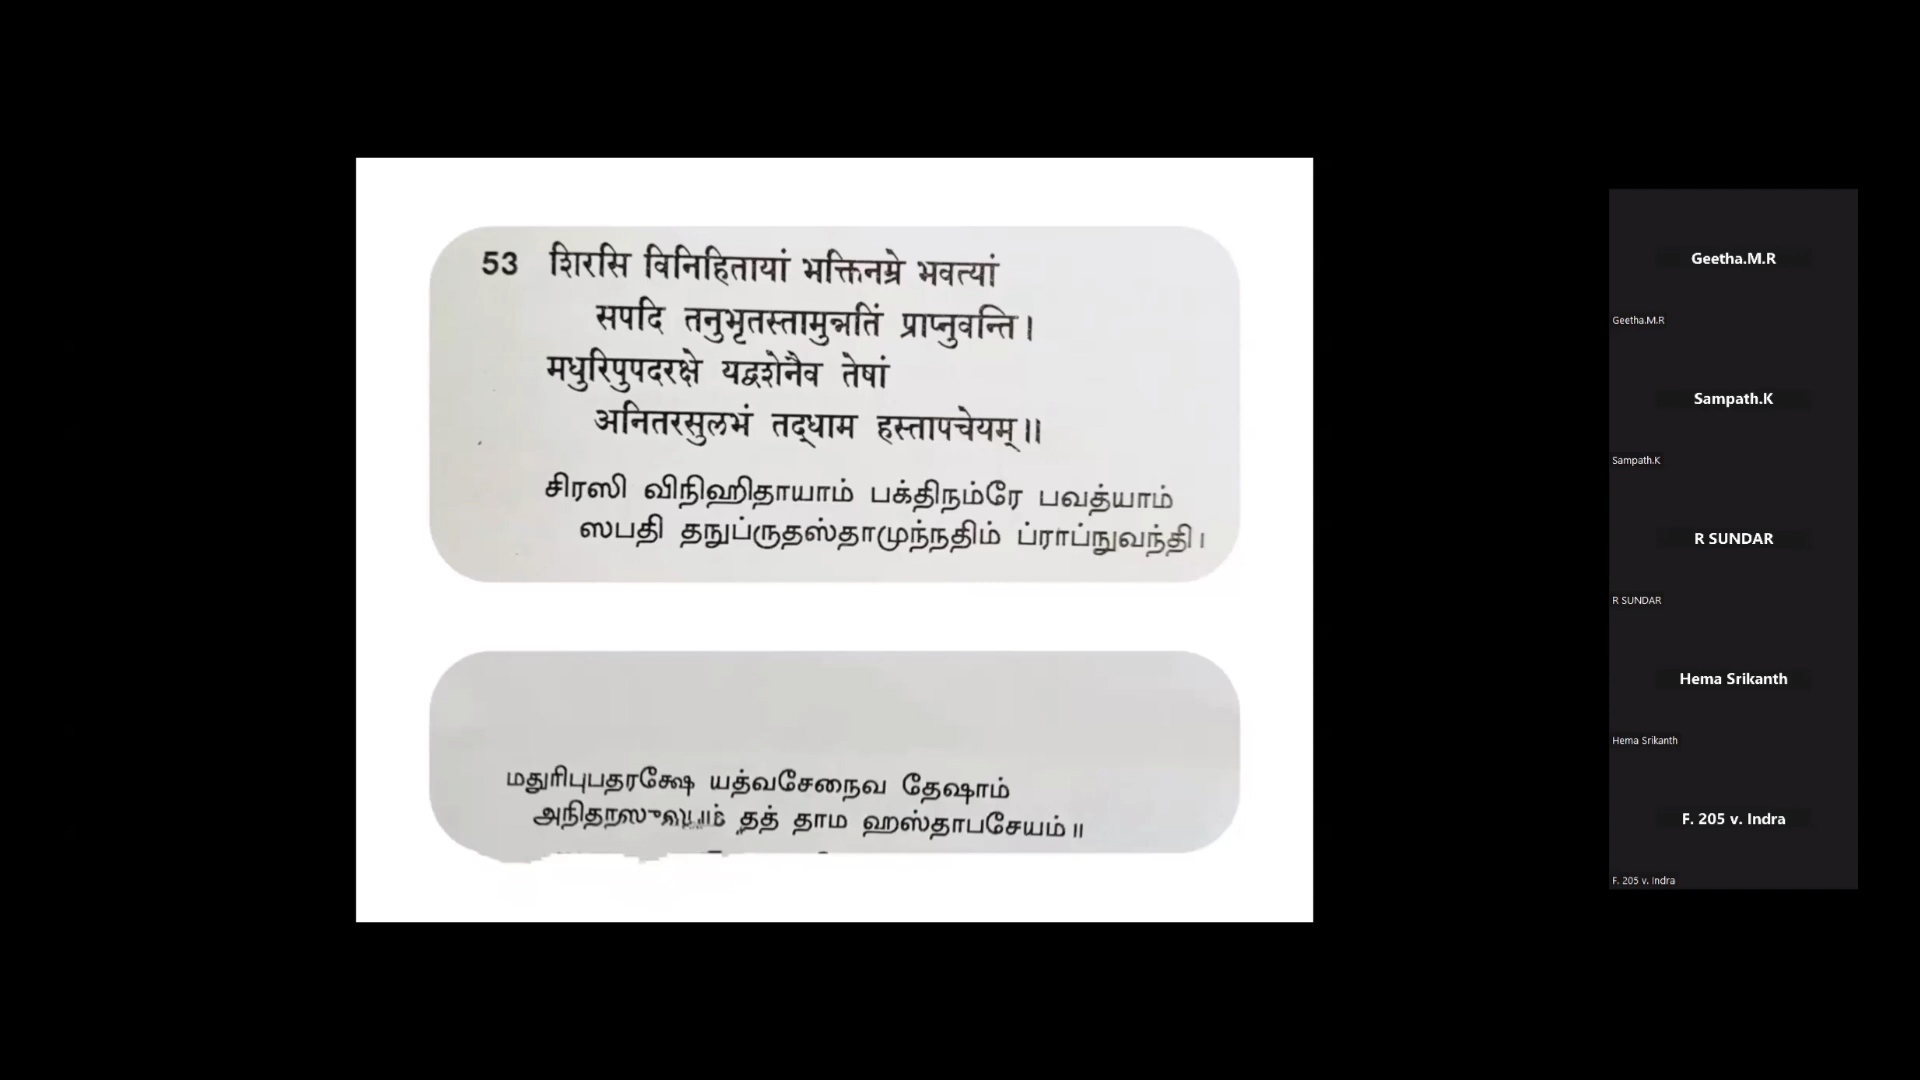 53 शिरसि विनिहितायां भक्तिनम्रे भवत्यां
सपदि तनुभृतस्तामुन्नतिं प्राप्नुवन्ति।
मधुरिपुपदरक्षे यद्वशेनैव तेषां
अनितरसुलभं तद्धाम हस्तापचेयम्॥
சிரஸி விநிஹிதாயாம் பக்திநம்ரே பவத்யாம்
ஸபதி தநுப்ருதஸ்தாமுந்நதிம் ப்ராப்நுவந்தி।
மதுரிபுபதரக்ஷே யத்வசேநைவ தேஷாம்
தத் தாம ஹஸ்தாபசேயம்॥
Geetha.M.R
Geetha.M.R
Sampath.K
Sampath.K
R SUNDAR
R SUNDAR
Hema Srikanth
Hema Srikanth
F. 205 v. Indra
F. 205 v. Indra